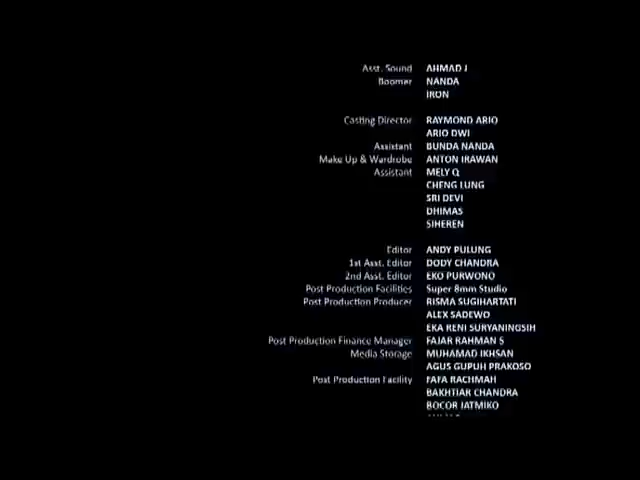 Asst. Sound AHMAD J
Boomer NANDA
IRON
Casting Director RAYMOND ARIO
ARIO DWI
Assistant BUNDA NANDA
Make Up & Wardrobe ANTON IRAWAN
Assistant MELY Q
CHENG LUNG
SRI DEVI
DHIMAS
SIHEREN
Editor ANDY PULUNG
1st Asst. Editor DODY CHANDRA
2nd Asst. Editor EKO PURWONO
Post Production Facilities Super 8mm Studio
Post Production Producer RISMA SUGIHARTATI
ALEX SADEWO
EKA RENI SURYANINGSIH
Post Production Finance Manager FAJAR RAHMAN S
Media Storage MUHAMAD IKHSAN
AGUS GUPUH PRAKOSO
Post Production Facility FAFA RACHMAH
BAKHTIAR CHANDRA
BOCOR JATMIKO